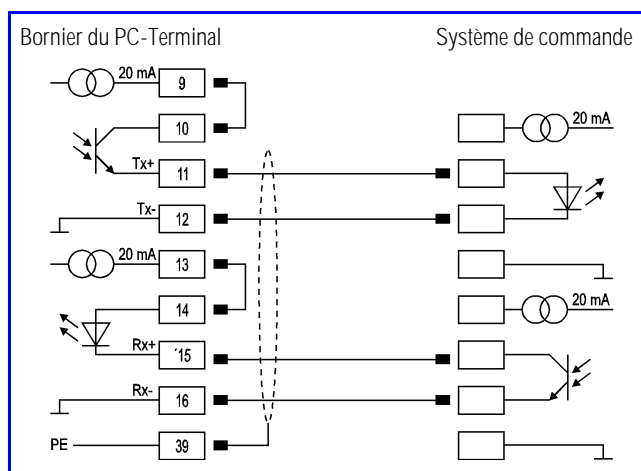 Bornier du PC-Terminal
Système de commande
20 mA 9
10
20 mA
Tx+ 11
Tx- 12
20 mA 13
14
20 mA
Rx+ '15
Rx- 16
PE 39